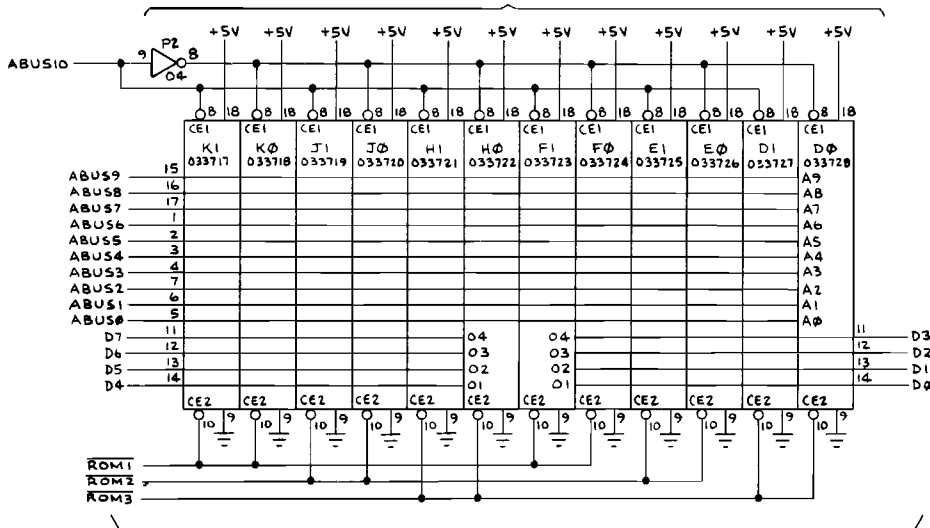 +5V +5V +5V +5V +5V +5V +5V +5V +5V +5V +5V +5V
P2
ABUS10 9 8
04
8 18 8 18 8 18 8 18 8 18 8 18 8 18 8 18 8 18 8 18 8 18 8 18
CE1 CE1 CE1 CE1 CE1 CE1 CE1 CE1 CE1 CE1 CE1 CE1
K1 KØ J1 JØ H1 HØ F1 FØ E1 EØ D1 DØ
033717 033718 033719 033720 033721 033722 033723 033724 033725 033726 033727 033728
ABUS9 15 A9
ABUS8 16 A8
ABUS7 17 A7
ABUS6 1 A6
ABUS5 2 A5
ABUS4 3 A4
ABUS3 4 A3
ABUS2 7 A2
ABUS1 6 A1
ABUSØ 5 AØ
D7 11 O4 O4 11 D3
D6 12 O3 O3 12 D2
D5 13 O2 O2 13 D1
D4 14 O1 O1 14 DØ
CE2 CE2 CE2 CE2 CE2 CE2 CE2 CE2 CE2 CE2 CE2 CE2
10 9 10 9 10 9 10 9 10 9 10 9 10 9 10 9 10 9 10 9 10 9 10 9
ROM1
ROM2
ROM3